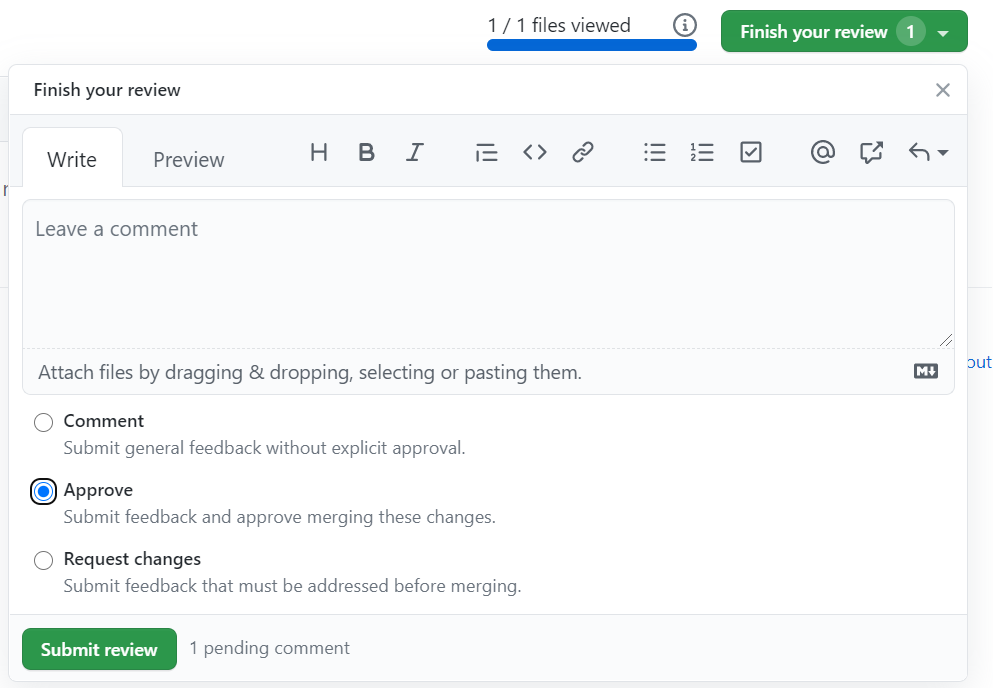 1 / 1 files viewed
Finish your review 1
Finish your review
Write Preview
Leave a comment
Attach files by dragging & dropping, selecting or pasting them.
out
Comment
Submit general feedback without explicit approval.
Approve
Submit feedback and approve merging these changes.
Request changes
Submit feedback that must be addressed before merging.
Submit review 1 pending comment